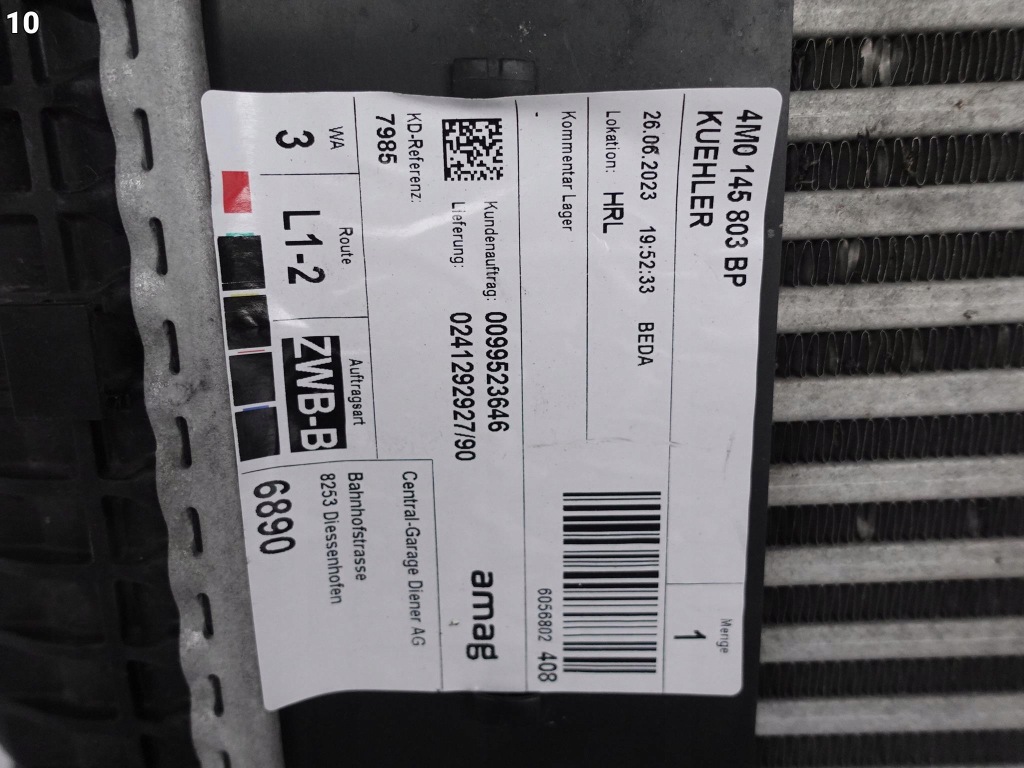 10
4M0 145 803 BP
KUEHLER
Menge
1
26.06.2023 19:52:33 BEDA
Lokation: HRL
Kommentar Lager
6056802 408
Kundenauftrag: 0099523646
Lieferung: 0241292927/90
amag
KD-Referenz:
7985
Central-Garage Diener AG
Bahnhofstrasse
8253 Diessenhofen
WA
3
Route
L1-2
Auftragsart
ZWB-B
6890